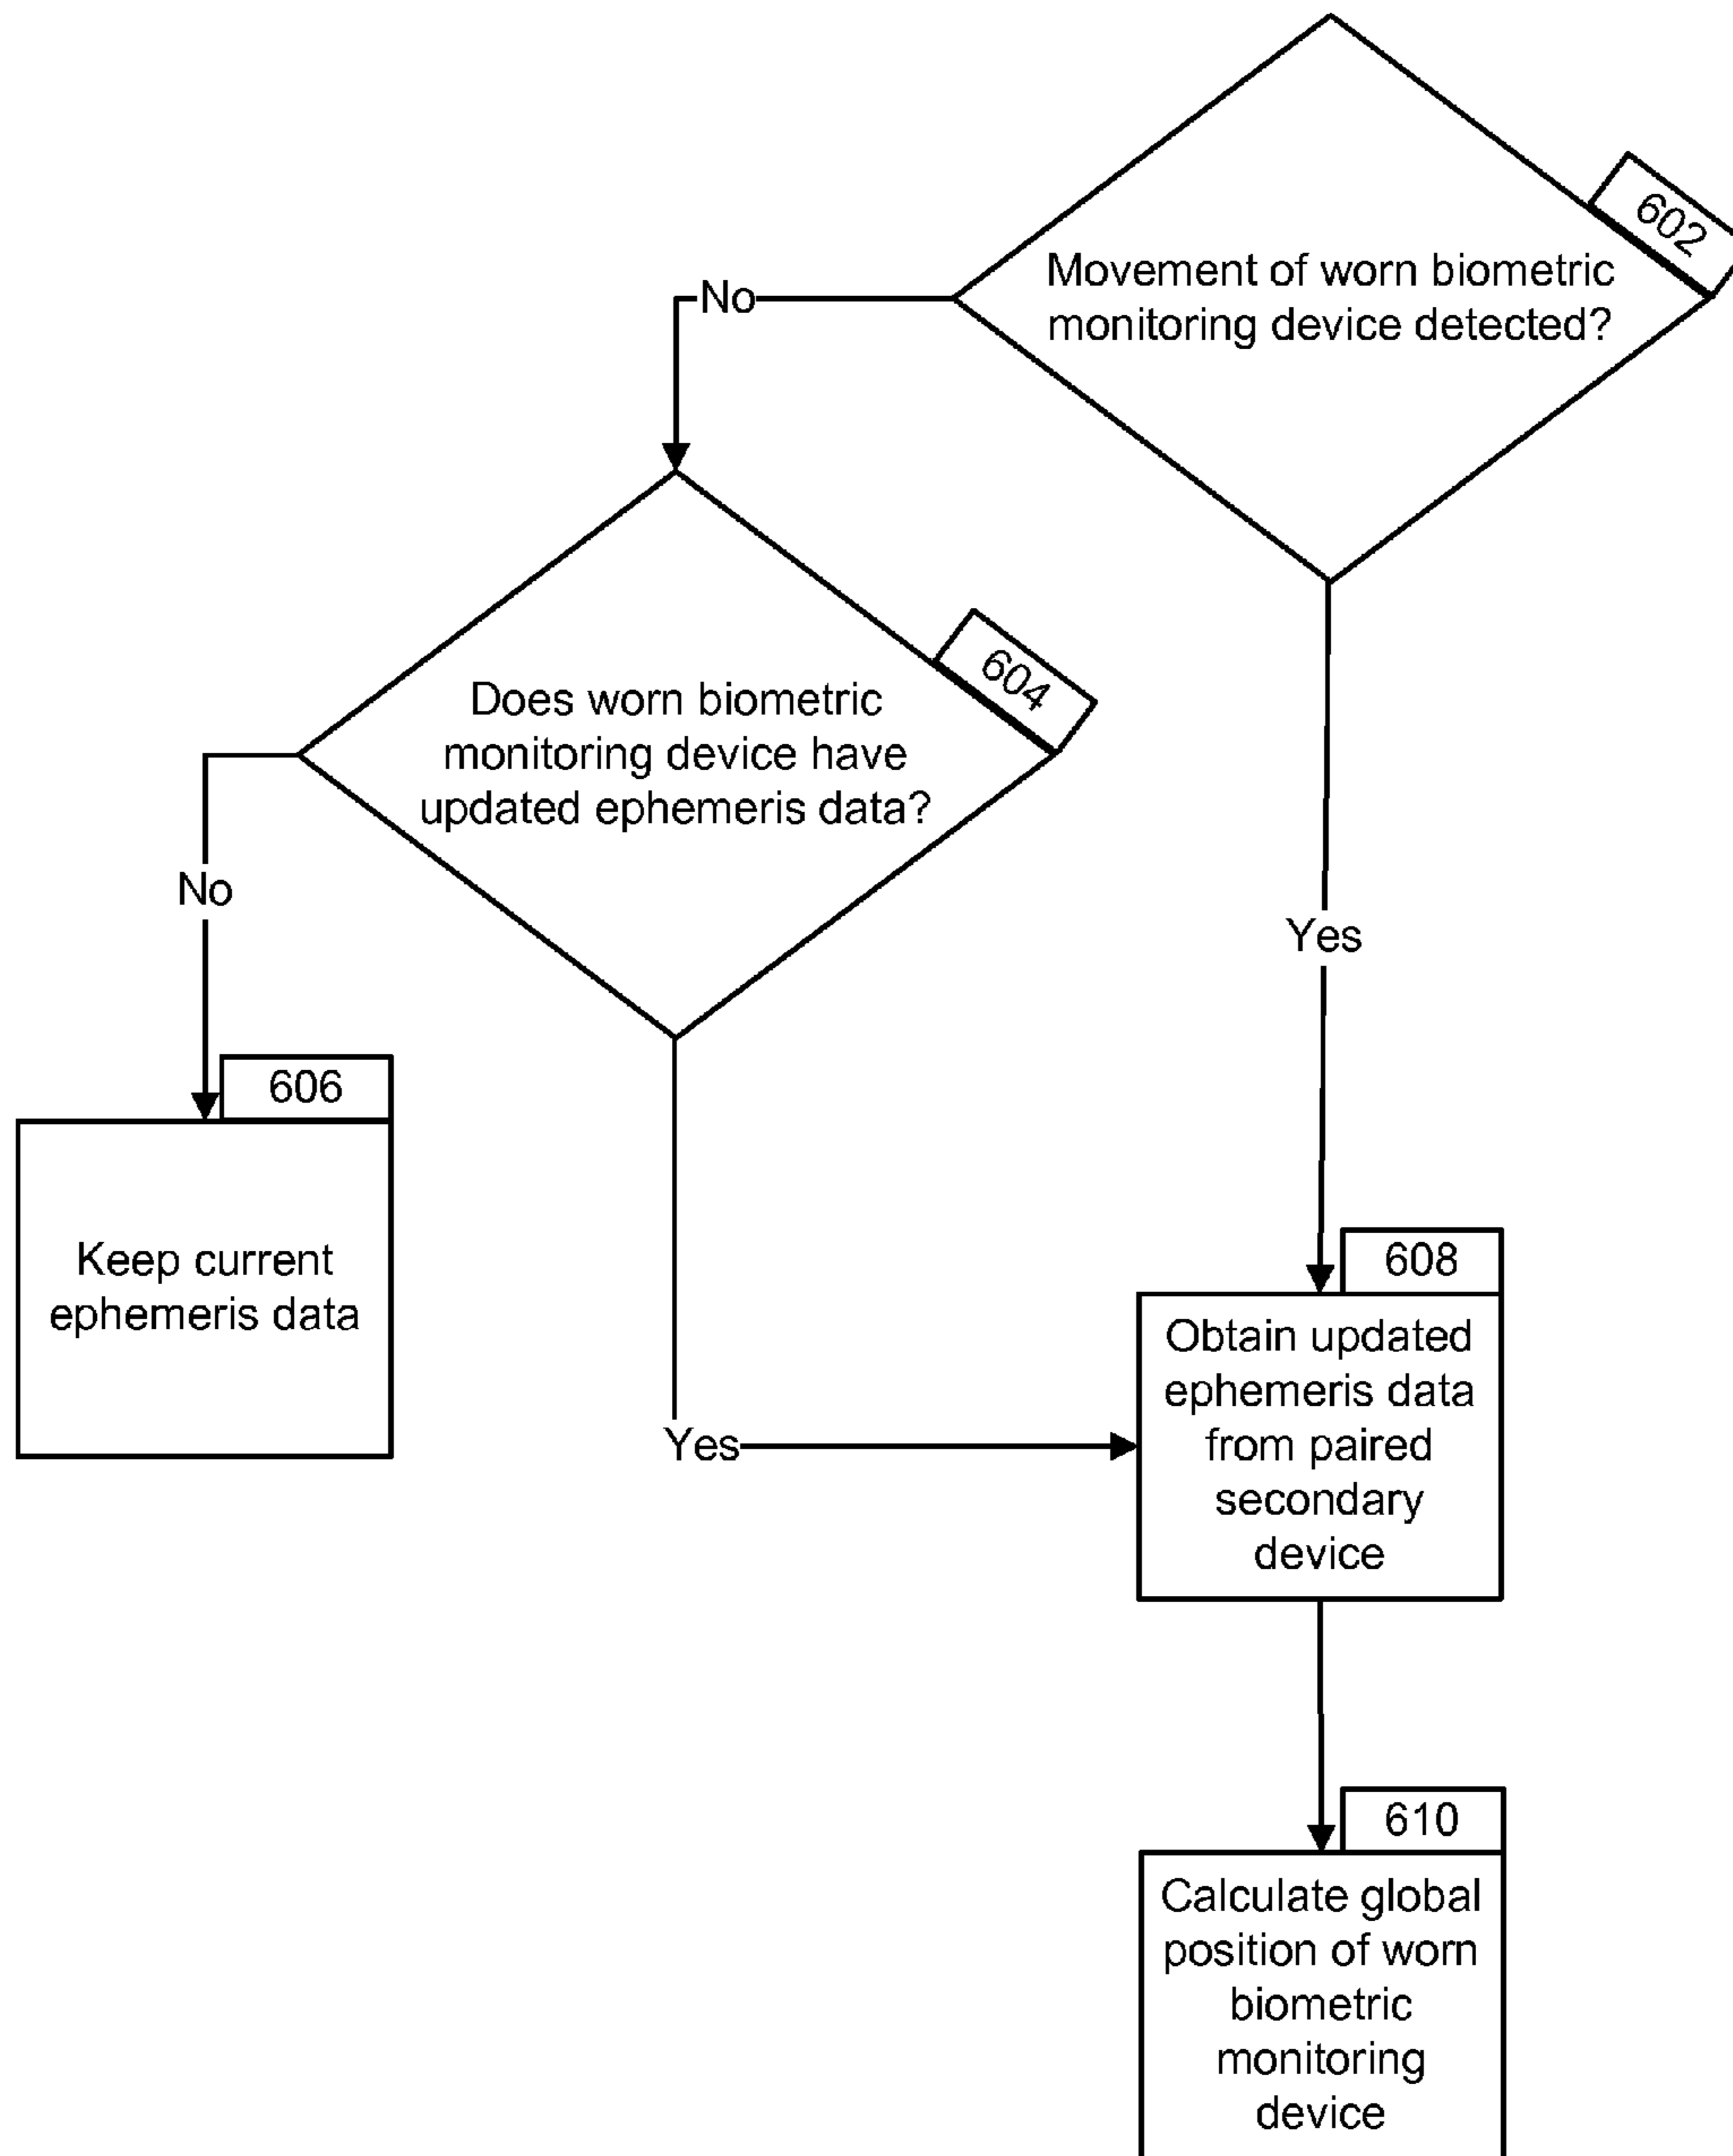 602
Movement of worn biometric
monitoring device detected?
No
604
Does worn biometric
monitoring device have
updated ephemeris data?
No
Yes
606
Keep current
ephemeris data
608
Obtain updated
ephemeris data
from paired
secondary
device
Yes
610
Calculate global
position of worn
biometric
monitoring
device